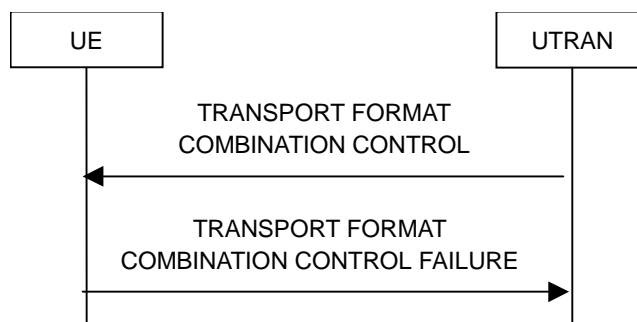 UE
UTRAN
TRANSPORT FORMAT
COMBINATION CONTROL
TRANSPORT FORMAT
COMBINATION CONTROL FAILURE